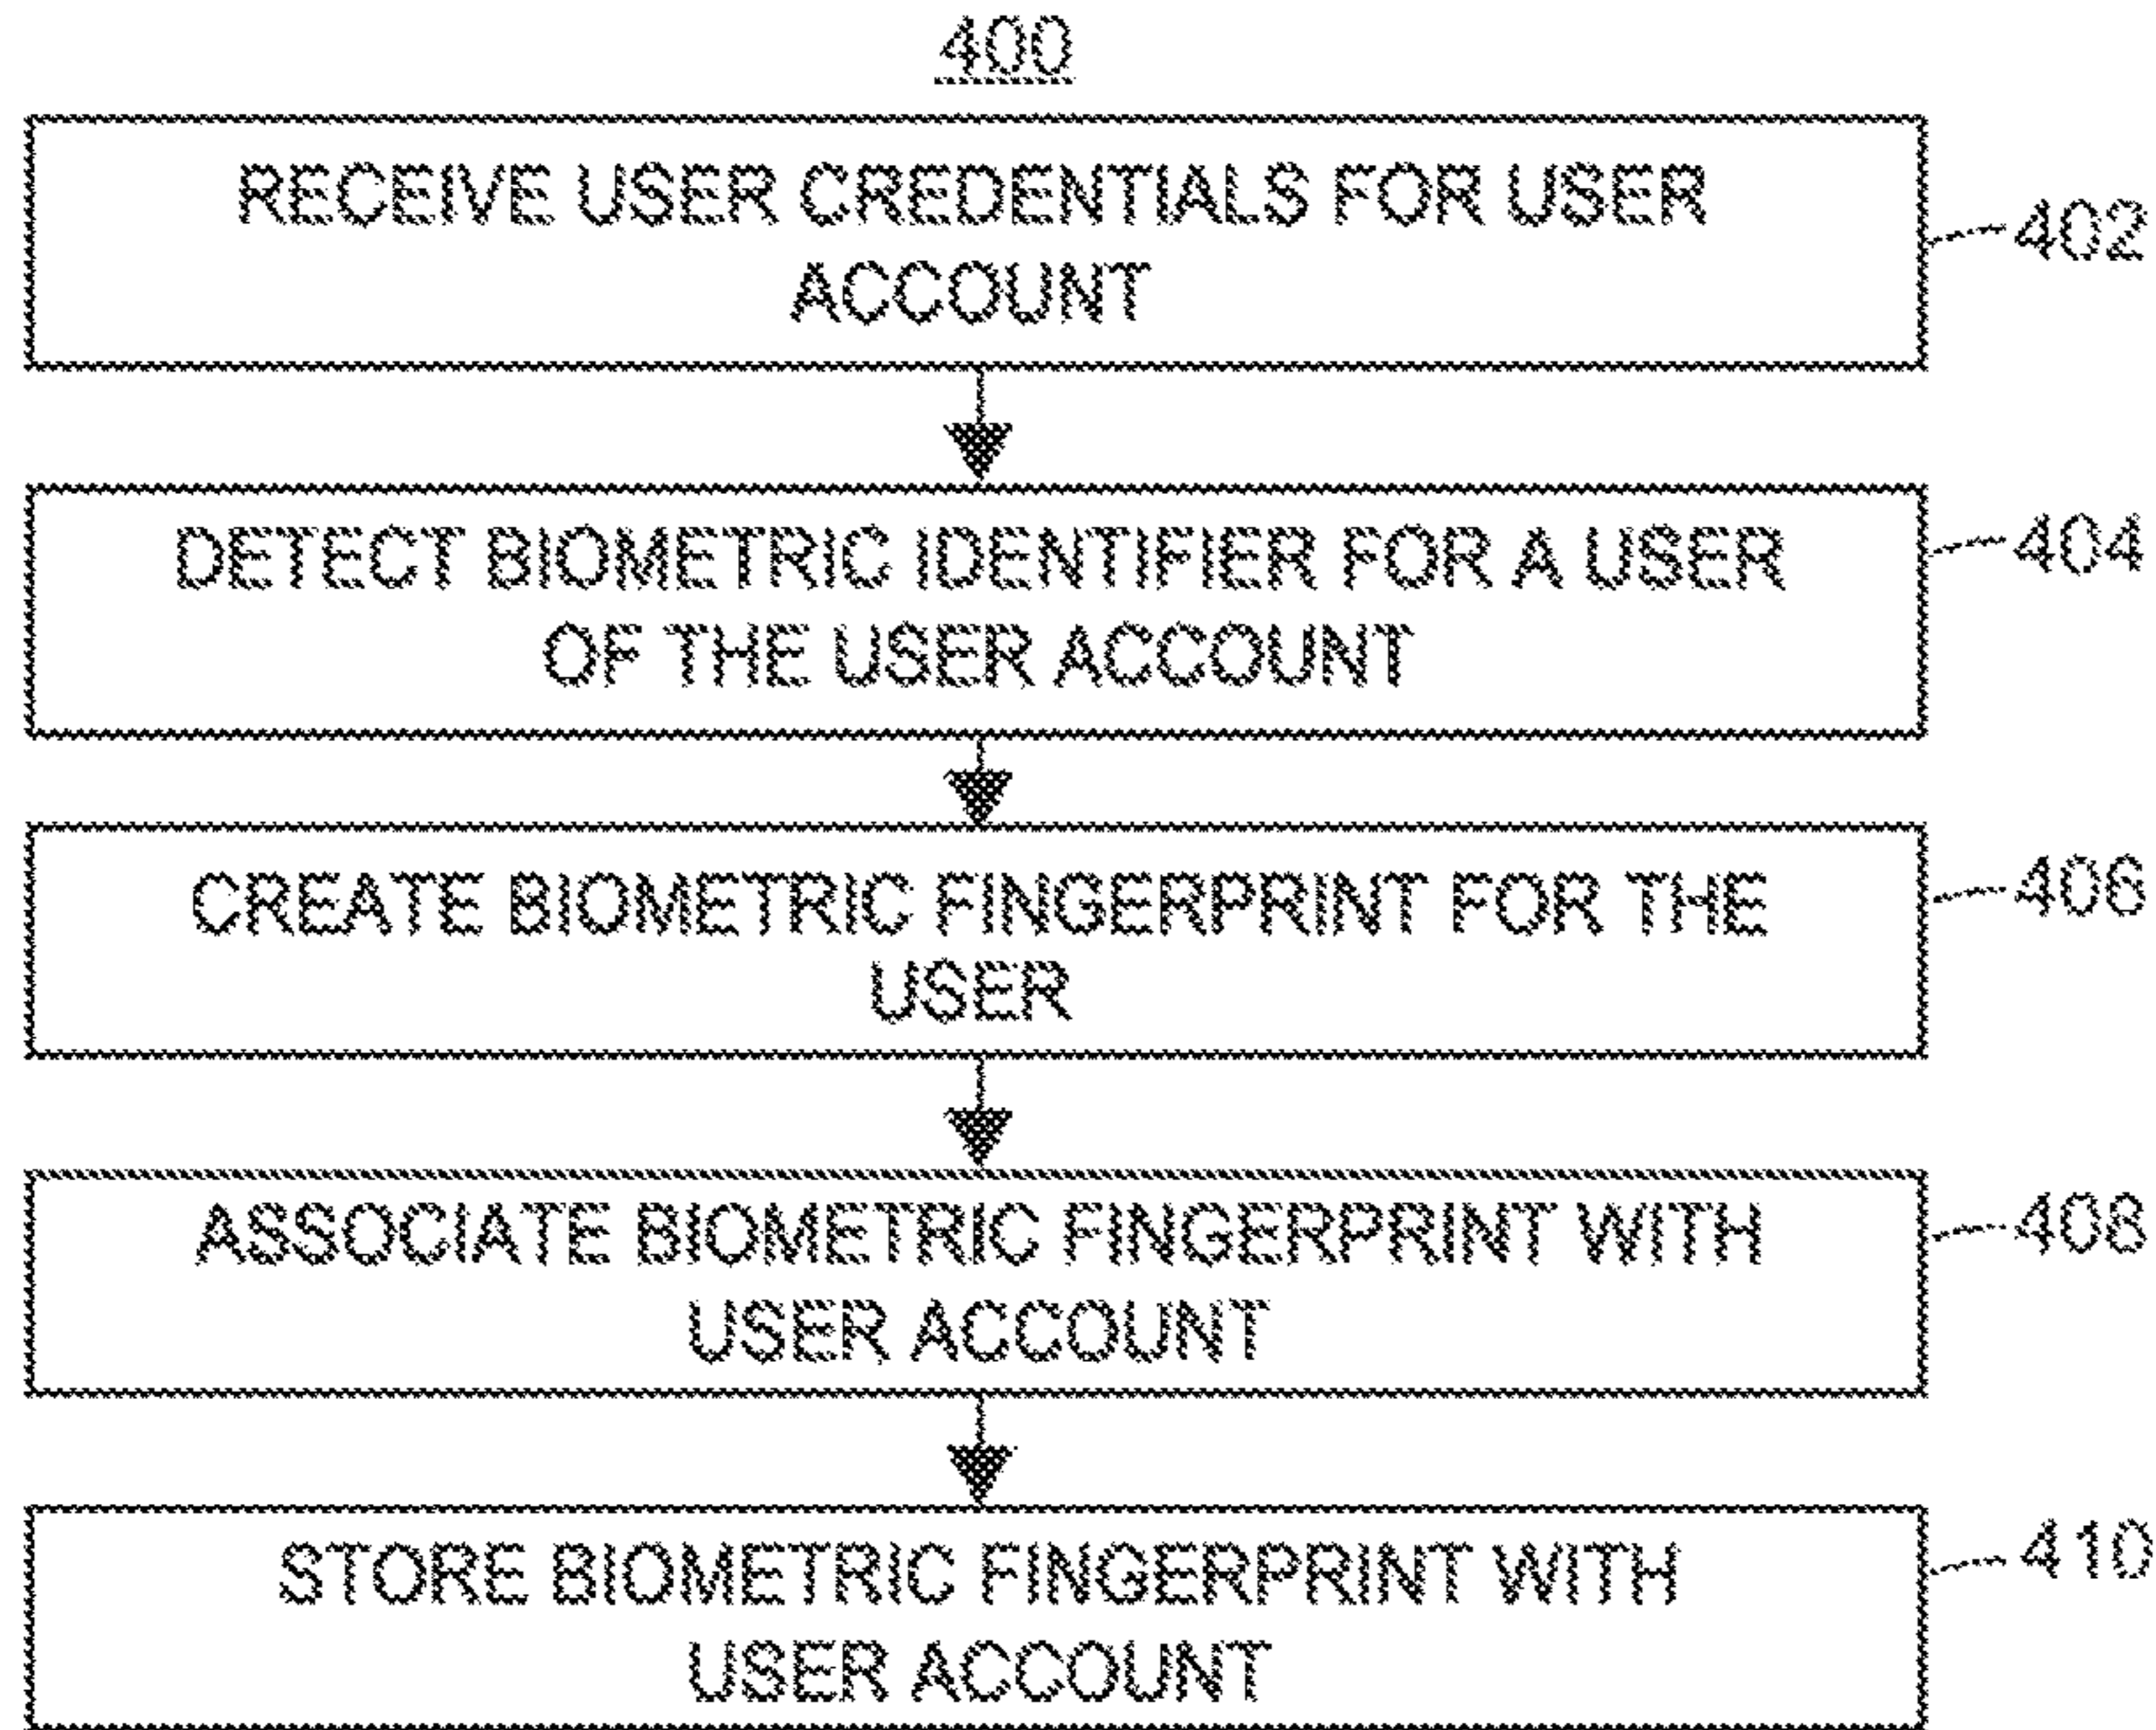 400
RECEIVE USER CREDENTIALS FOR USER
ACCOUNT
402
DETECT BIOMETRIC IDENTIFIER FOR A USER
OF THE USER ACCOUNT
404
CREATE BIOMETRIC FINGERPRINT FOR THE
USER
406
ASSOCIATE BIOMETRIC FINGERPRINT WITH
USER ACCOUNT
408
STORE BIOMETRIC FINGERPRINT WITH
USER ACCOUNT
410